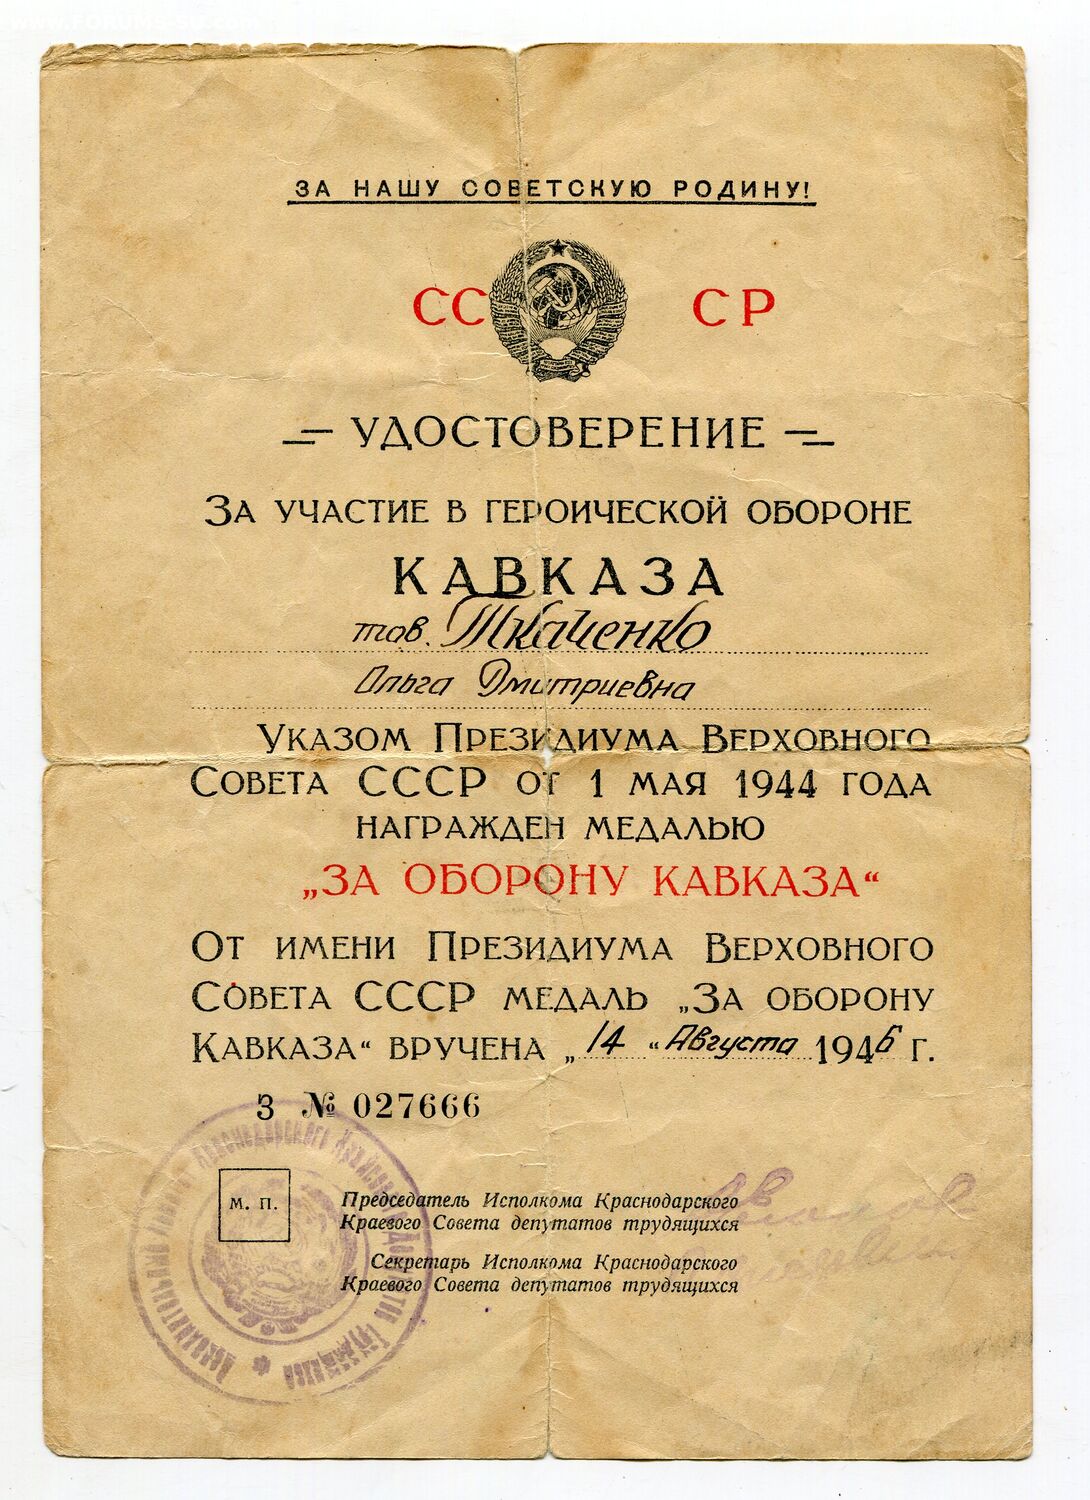 ЗА НАШУ СОВЕТСКУЮ РОДИНУ!
СС СР
УДОСТОВЕРЕНИЕ
ЗА УЧАСТИЕ В ГЕРОИЧЕСКОЙ ОБОРОНЕ
КАВКАЗА
тов. Ткаченко
Ольга Дмитриевна
УКАЗОМ ПРЕЗИДИУМА ВЕРХОВНОГО
СОВЕТА СССР ОТ 1 МАЯ 1944 ГОДА
НАГРАЖДЕН МЕДАЛЬЮ
„ЗА ОБОРОНУ КАВКАЗА“
ОТ ИМЕНИ ПРЕЗИДИУМА ВЕРХОВНОГО
СОВЕТА СССР МЕДАЛЬ „ЗА ОБОРОНУ
КАВКАЗА“ ВРУЧЕНА „14“ Августа 1946 Г.
З № 027666
М. П.
Председатель Исполкома Краснодарского
Краевого Совета депутатов трудящихся
Секретарь Исполкома Краснодарского
Краевого Совета депутатов трудящихся